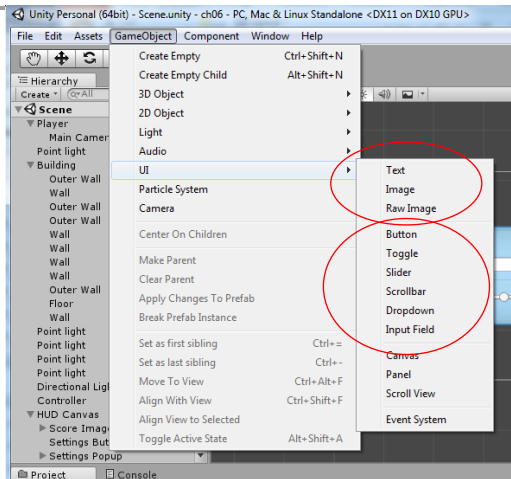 Unity Personal (64bit) - Scene.unity - ch06 - PC, Mac & Linux Standalone <DX11 on DX10 GPU>
File Edit Assets GameObject Component Window Help
Create Empty Ctrl+Shift+N
Create Empty Child Alt+Shift+N
3D Object
2D Object
Light
Audio
UI
Particle System
Camera
Center On Children
Make Parent
Clear Parent
Apply Changes To Prefab
Break Prefab Instance
Set as first sibling Ctrl+=
Set as last sibling Ctrl+-
Move To View Ctrl+Alt+F
Align With View Ctrl+Shift+F
Align View to Selected
Toggle Active State Alt+Shift+A
Text
Image
Raw Image
Button
Toggle
Slider
Scrollbar
Dropdown
Input Field
Canvas
Panel
Scroll View
Event System
Hierarchy
Create All
Scene
Player
Main Camer
Point light
Building
Outer Wall
Wall
Outer Wall
Outer Wall
Wall
Wall
Wall
Wall
Outer Wall
Floor
Wall
Point light
Point light
Point light
Point light
Directional Ligl
Controller
HUD Canvas
Score Imag
Settings But
Settings Popup
Project Console